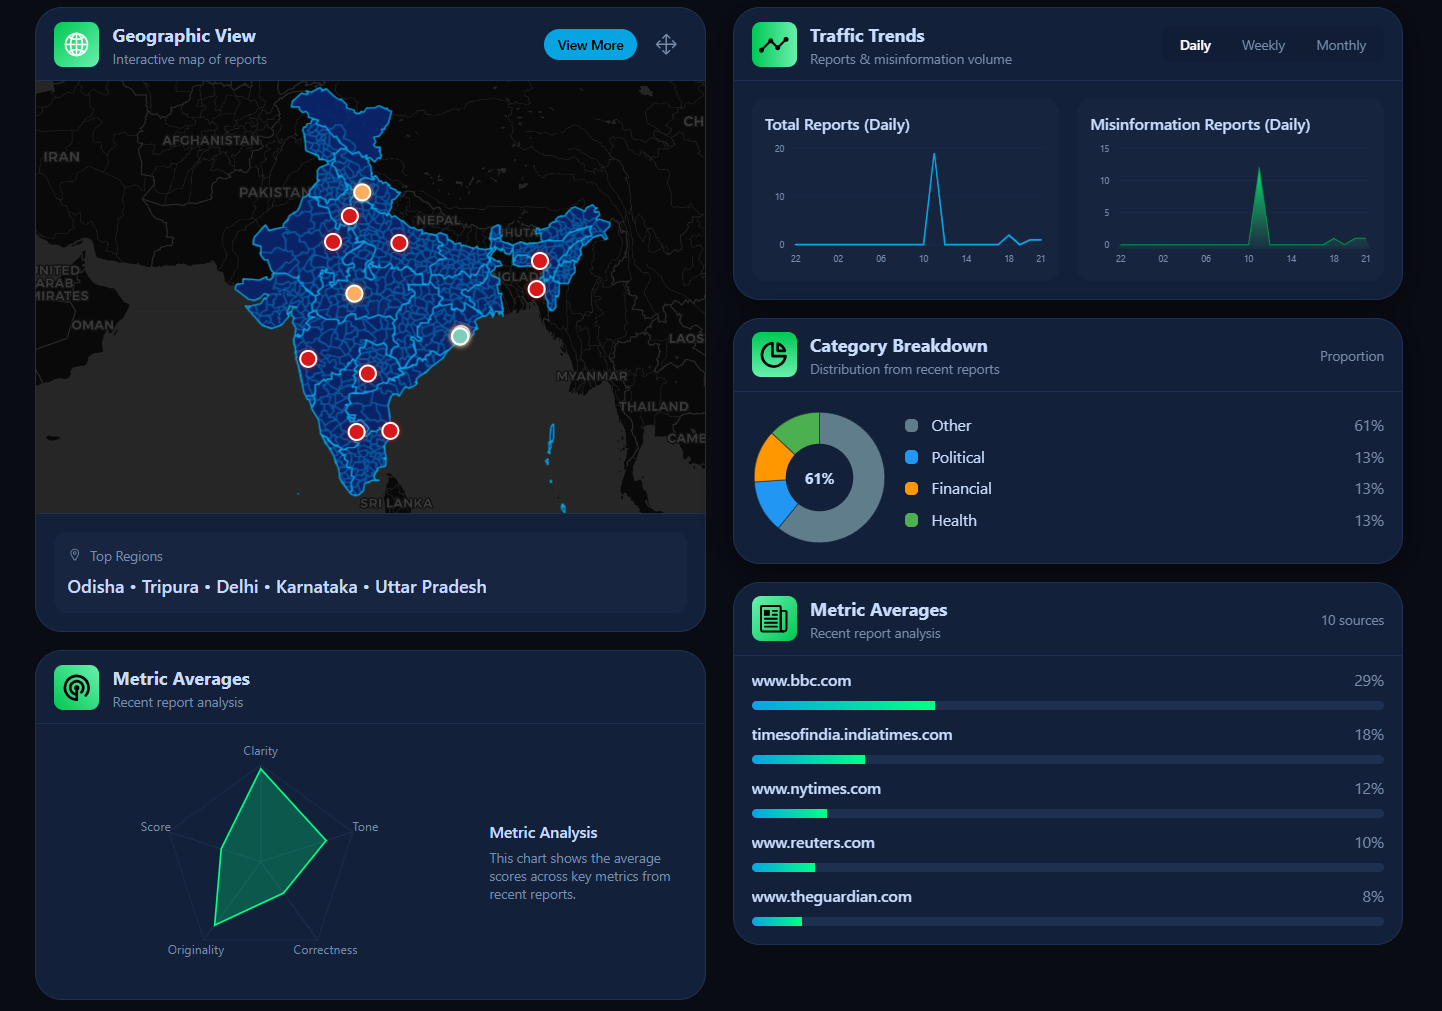 Geographic View
Interactive map of reports
View More
AFGHANISTAN
CH
IRAN
PAKISTAN
NEPAL
BHUTA
UNITED
ARAB
MIRATES
NGLAD
OMAN
LAOS
MYANMAR
THAILAND
CAMB
SRI LANKA
Top Regions
Odisha • Tripura • Delhi • Karnataka • Uttar Pradesh
Metric Averages
Recent report analysis
Clarity
Score
Tone
Originality
Correctness
Metric Analysis
This chart shows the average
scores across key metrics from
recent reports.
Traffic Trends
Reports & misinformation volume
Daily Weekly Monthly
Total Reports (Daily)
20
10
0
22 02 06 10 14 18 21
Misinformation Reports (Daily)
15
10
5
0
22 02 06 10 14 18 21
Category Breakdown
Distribution from recent reports
Proportion
61%
Other 61%
Political 13%
Financial 13%
Health 13%
Metric Averages
Recent report analysis
10 sources
www.bbc.com 29%
timesofindia.indiatimes.com 18%
www.nytimes.com 12%
www.reuters.com 10%
www.theguardian.com 8%